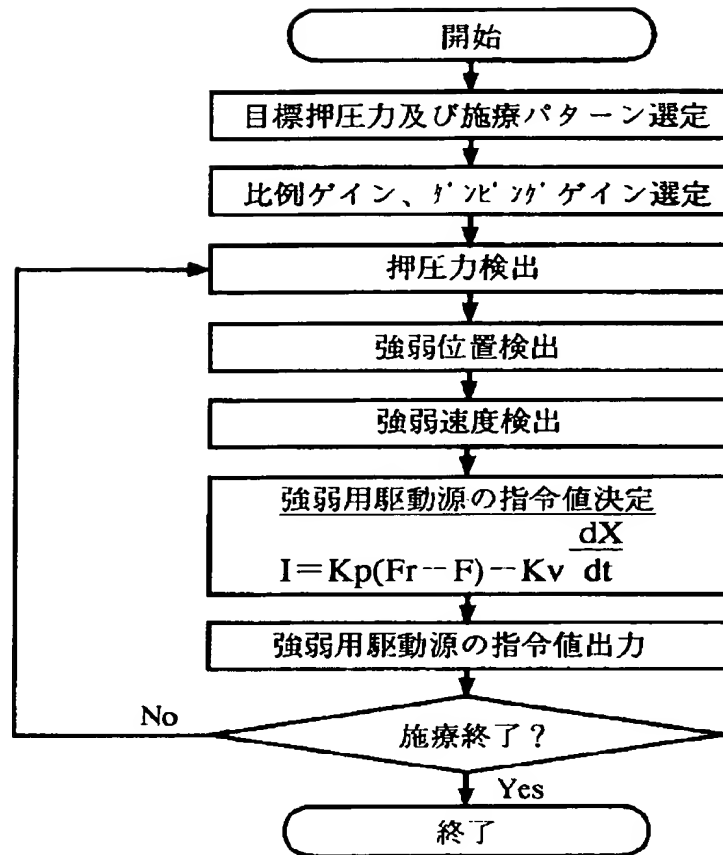 開始
目標押圧力及び施療パターン選定
比例ゲイン、ﾀﾞﾝﾋﾟﾝｸﾞゲイン選定
押圧力検出
強弱位置検出
強弱速度検出
強弱用駆動源の指令値決定
I=Kp(Fr-F)-Kv dX/dt
強弱用駆動源の指令値出力
No
施療終了?
Yes
終了